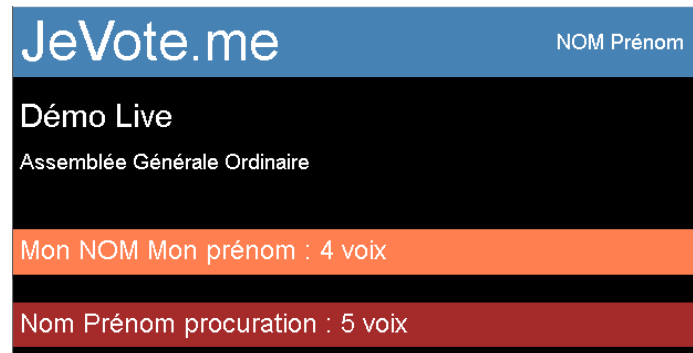 JeVote.me
NOM Prénom
Démo Live
Assemblée Générale Ordinaire
Mon NOM Mon prénom : 4 voix
Nom Prénom procuration : 5 voix